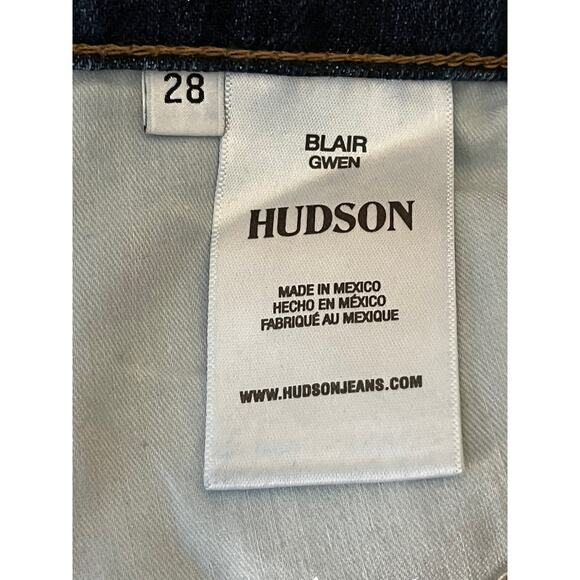 28
BLAIR
GWEN
HUDSON
MADE IN MEXICO
HECHO EN MÉXICO
FABRIQUÉ AU MEXIQUE
WWW.HUDSONJEANS.COM